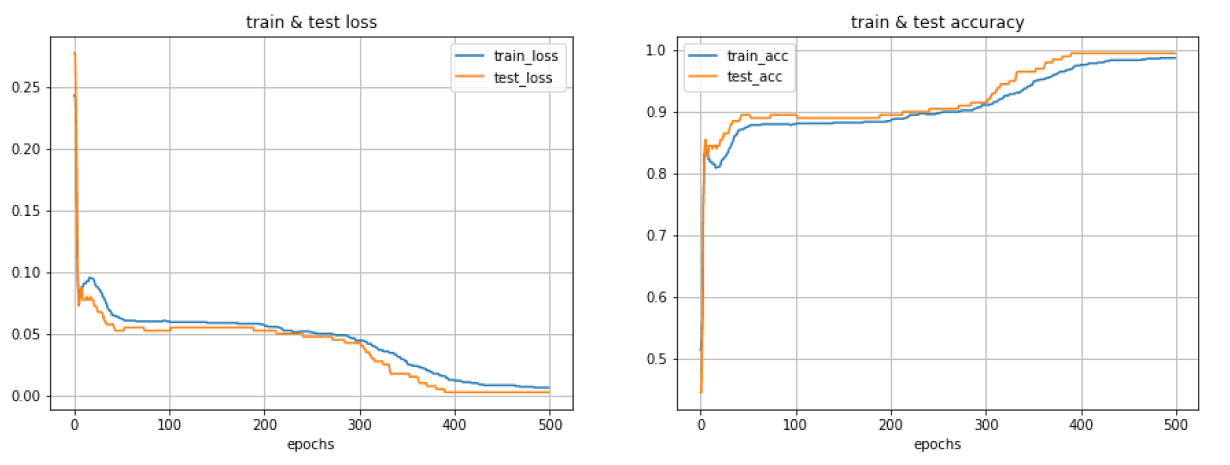 train & test loss
train_loss
test_loss
0.25
0.20
0.15
0.10
0.05
0.00
0 100 200 300 400 500
epochs
train & test accuracy
train_acc
test_acc
1.0
0.9
0.8
0.7
0.6
0.5
0 100 200 300 400 500
epochs